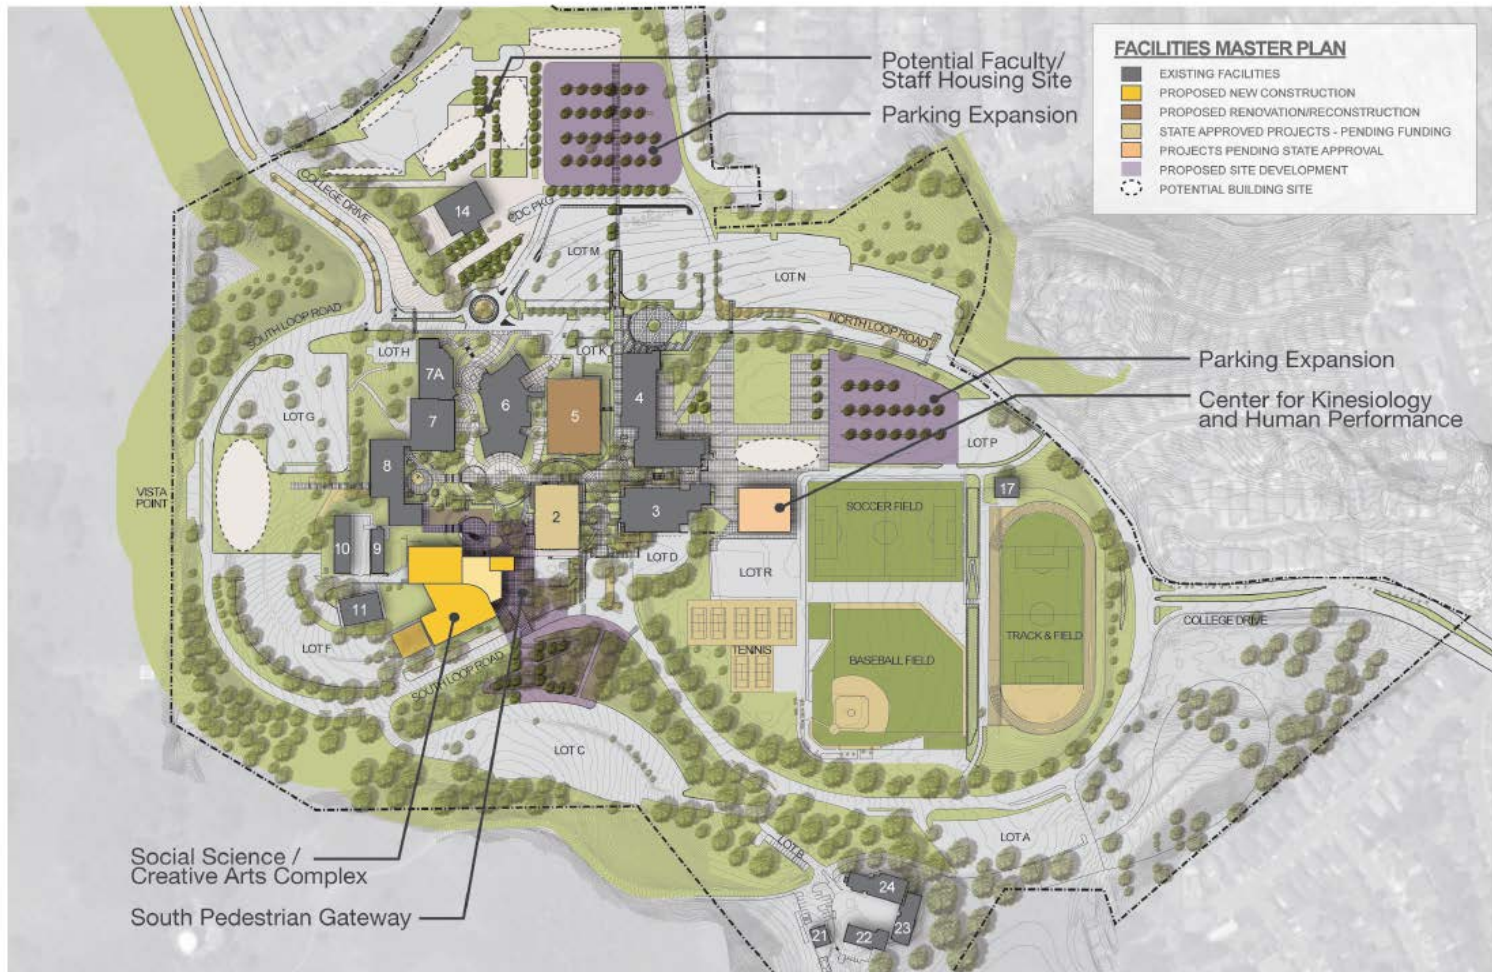 Potential Faculty/
Staff Housing Site
Parking Expansion
FACILITIES MASTER PLAN
EXISTING FACILITIES
PROPOSED NEW CONSTRUCTION
PROPOSED RENOVATION/RECONSTRUCTION
STATE APPROVED PROJECTS - PENDING FUNDING
PROJECTS PENDING STATE APPROVAL
PROPOSED SITE DEVELOPMENT
POTENTIAL BUILDING SITE
COLLEGE DRIVE
14
CDC PKG
LOT M
LOT N
SOUTH LOOP ROAD
NORTH LOOP ROAD
LOT H
LOT K
7A
6
5
4
7
LOT G
8
Parking Expansion
Center for Kinesiology
and Human Performance
LOT P
VISTA
POINT
17
SOCCER FIELD
2
3
10
9
LOT D
LOT R
11
LOT F
SOUTH LOOP ROAD
TENNIS
BASEBALL FIELD
TRACK & FIELD
COLLEGE DRIVE
LOT C
LOT A
LOT B
24
23
22
21
Social Science /
Creative Arts Complex
South Pedestrian Gateway